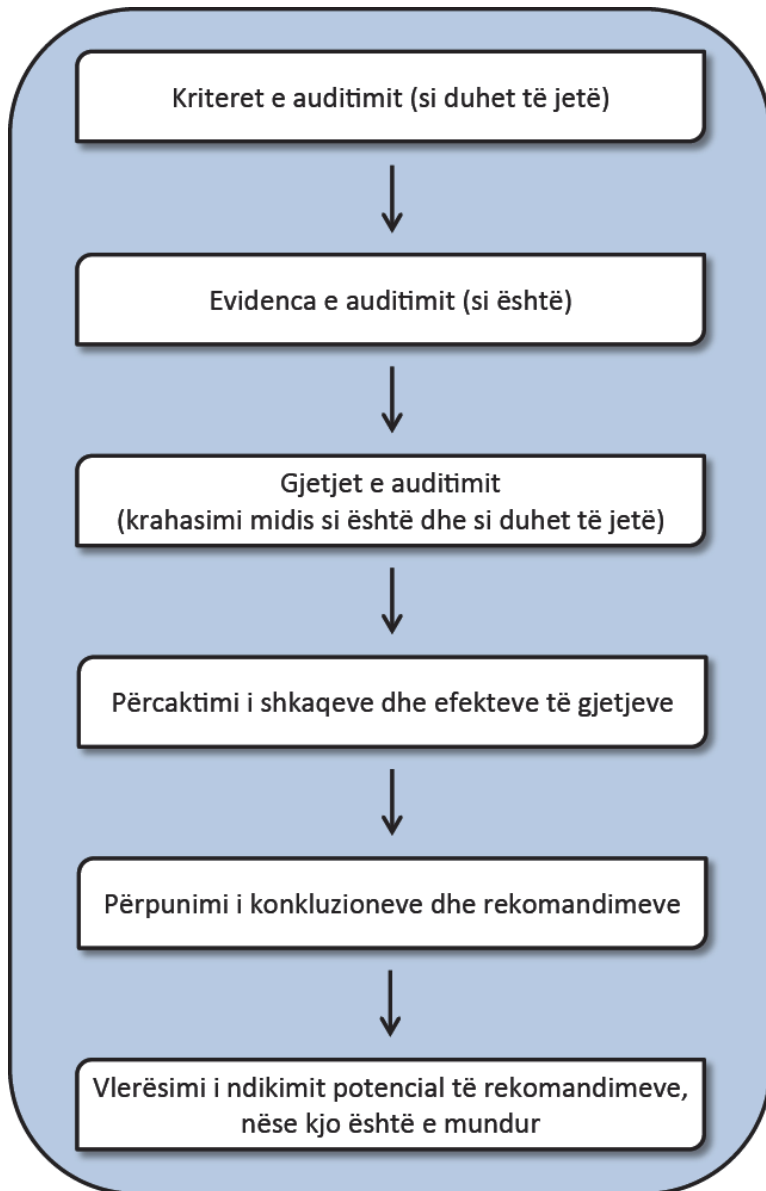 Kriteret e auditimit (si duhet të jetë)
Evidenca e auditimit (si është)
Gjetjet e auditimit
(krahasimi midis si është dhe si duhet të jetë)
Përcaktimi i shkaqeve dhe efekteve të gjetjeve
Përpunimi i konkluzioneve dhe rekomandimeve
Vlerësimi i ndikimit potencial të rekomandimeve,
nëse kjo është e mundur